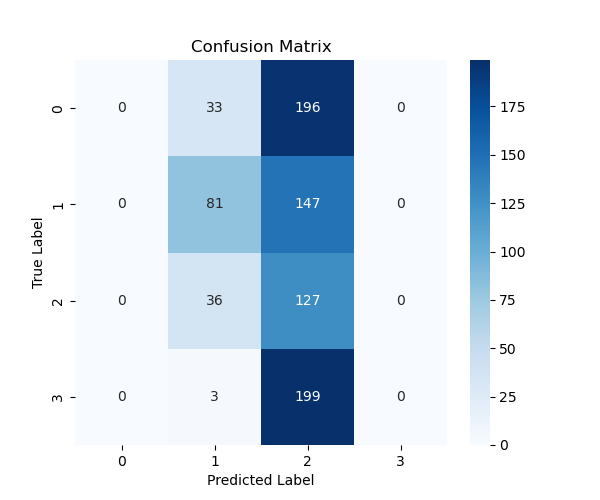 Confusion Matrix
True Label
0 0 33 196 0
1 0 81 147 0
2 0 36 127 0
3 0 3 199 0
0 1 2 3
Predicted Label
175
150
125
100
75
50
25
0